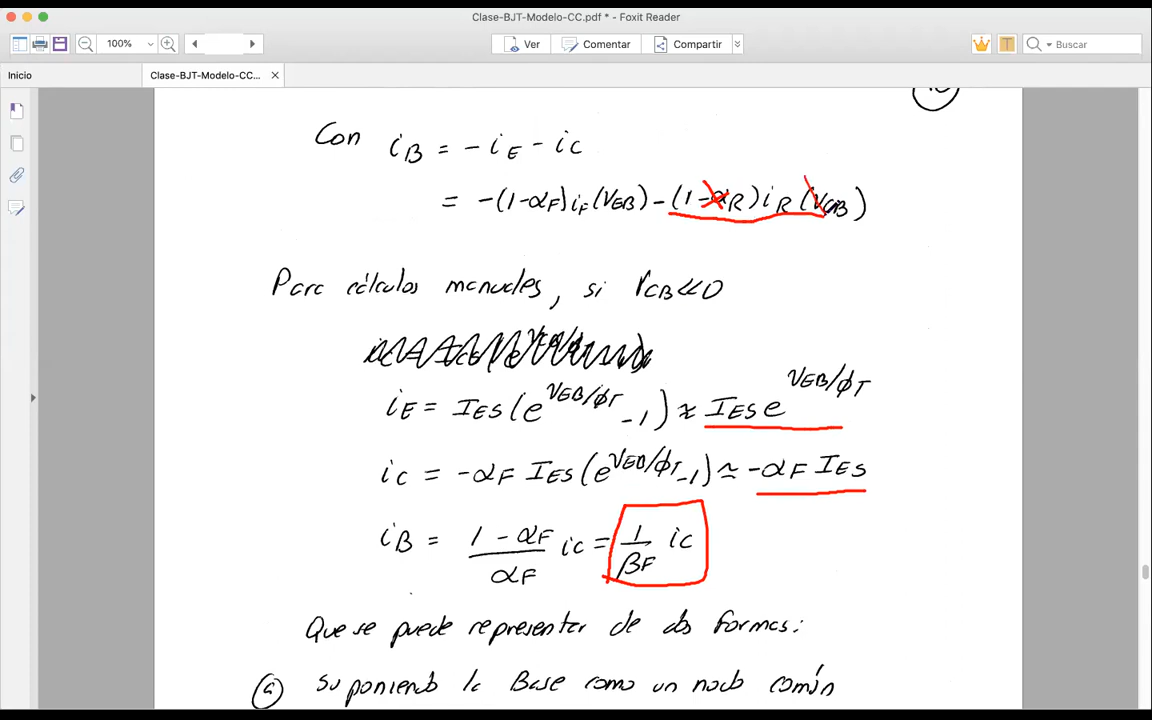 Clase-BJT-Modelo-CC.pdf * - Foxit Reader
100%
Ver
Comentar
Compartir
Buscar
Inicio
Clase-BJT-Modelo-CC...
Con iB = -iE - iC
= -(1-αF)iF(VEB) - (1-αR)iR(VCB)
Para cálculos manuales, si VCB<<0
iE = IES(e^VEB/ϕT -1) ≈ IES e^VEB/ϕT
iC = -αF IES(e^VEB/ϕT -1) ≃ -αF IES
iB = 1-αF/αF iC = 1/βF iC
Que se puede representar de dos formas:
a Suponiendo la Base como un nodo común